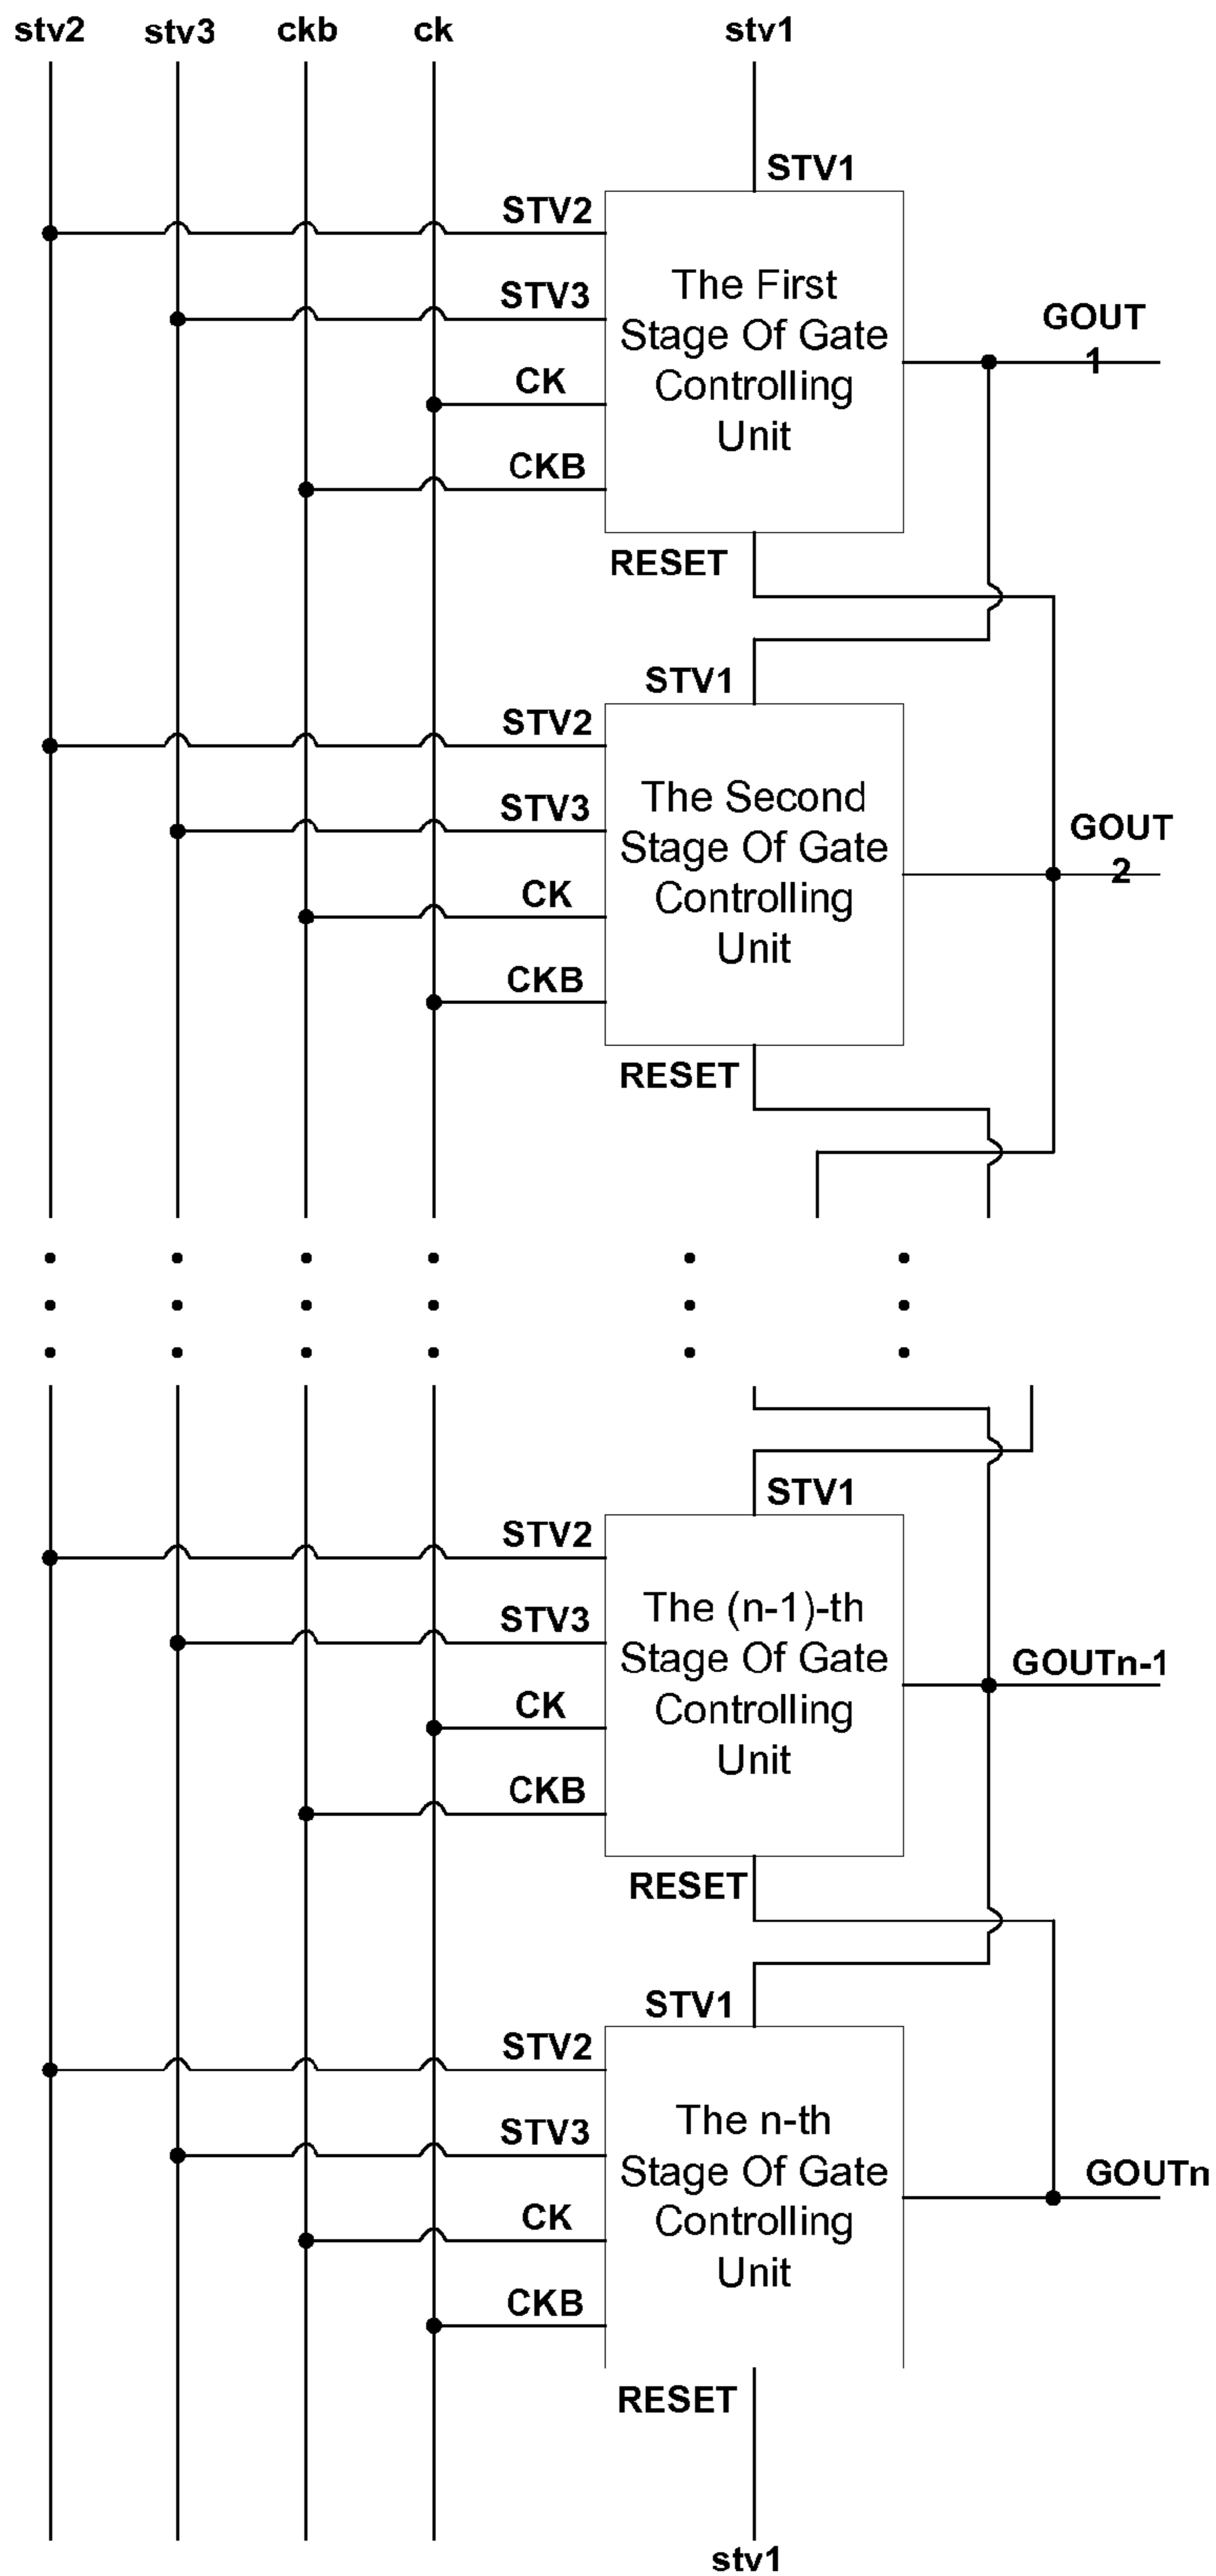 stv2 stv3 ckb ck stv1
STV1
STV2
STV3
CK
CKB
The First
Stage Of Gate
Controlling
Unit
GOUT
1
RESET
STV1
STV2
STV3
CK
CKB
The Second
Stage Of Gate
Controlling
Unit
GOUT
2
RESET
STV1
STV2
STV3
CK
CKB
The (n-1)-th
Stage Of Gate
Controlling
Unit
GOUTn-1
RESET
STV1
STV2
STV3
CK
CKB
The n-th
Stage Of Gate
Controlling
Unit
GOUTn
RESET
stv1